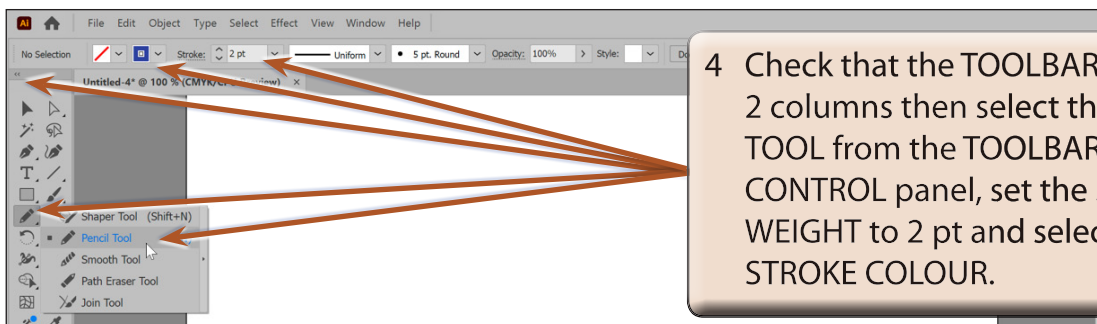 Ai File Edit Object Type Select Effect View Window Help
No Selection Stroke: 2 pt Uniform 5 pt. Round Opacity: 100% Style:
Untitled-4* @ 100 % (CMYK/
4 Check that the TOOLBAR
2 columns then select
TOOL from the TOOLBAR
CONTROL panel, set the
WEIGHT to 2 pt and
STROKE COLOUR.
Shaper Tool (Shift+N)
Pencil Tool
Smooth Tool
Path Eraser Tool
Join Tool